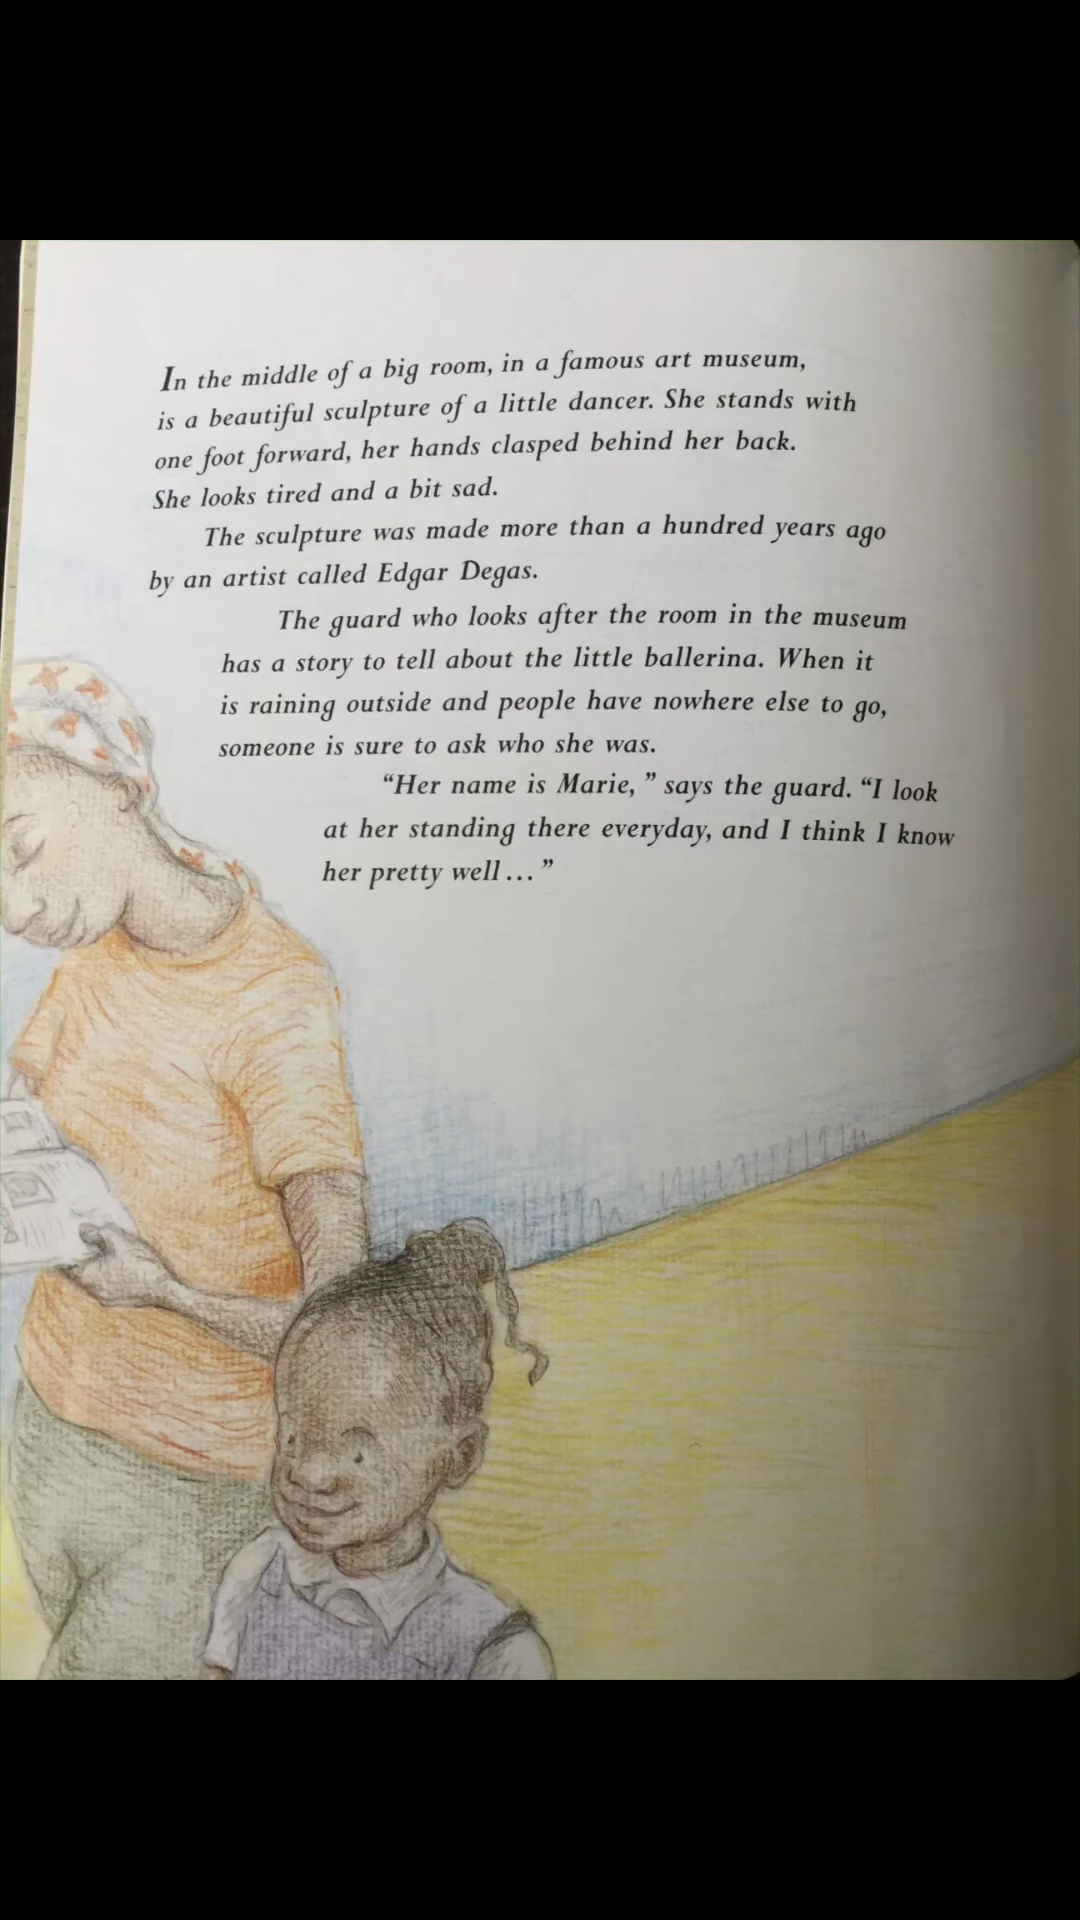 In the middle of a big room, in a famous art museum,
is a beautiful sculpture of a little dancer. She stands with
one foot forward, her hands clasped behind her back.
She looks tired and a bit sad.
The sculpture was made more than a hundred years ago
by an artist called Edgar Degas.
The guard who looks after the room in the museum
has a story to tell about the little ballerina. When it
is raining outside and people have nowhere else to go,
someone is sure to ask who she was.
“Her name is Marie, ” says the guard. “I look
at her standing there everyday, and I think I know
her pretty well... ”